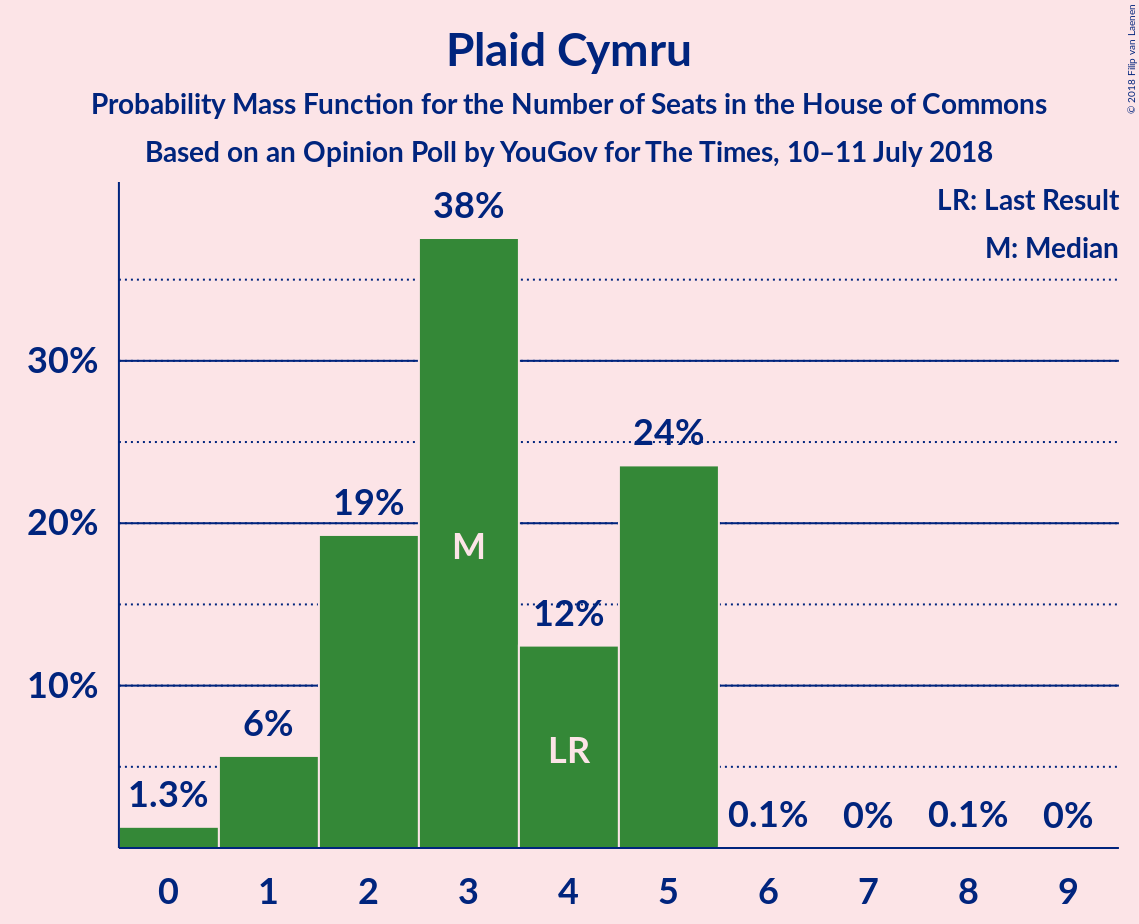 Plaid Cymru
Probability Mass Function for the Number of Seats in the House of Commons
Based on an Opinion Poll by YouGov for The Times, 10–11 July 2018
© 2018 Filip van Laenen
LR: Last Result
M: Median
38%
30%
24%
19%
20%
M
12%
10%
6%
LR
1.3%
0.1%
0%
0.1%
0%
0 1 2 3 4 5 6 7 8 9